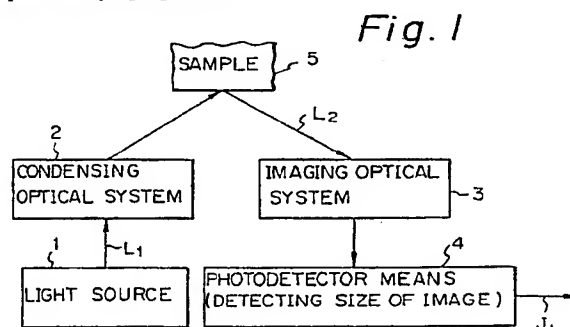 Fig. 1
SAMPLE
5
L2
2
CONDENSING
OPTICAL SYSTEM
IMAGING OPTICAL
SYSTEM
3
1
L1
4
LIGHT SOURCE
PHOTODETECTOR MEANS
(DETECTING SIZE OF IMAGE)